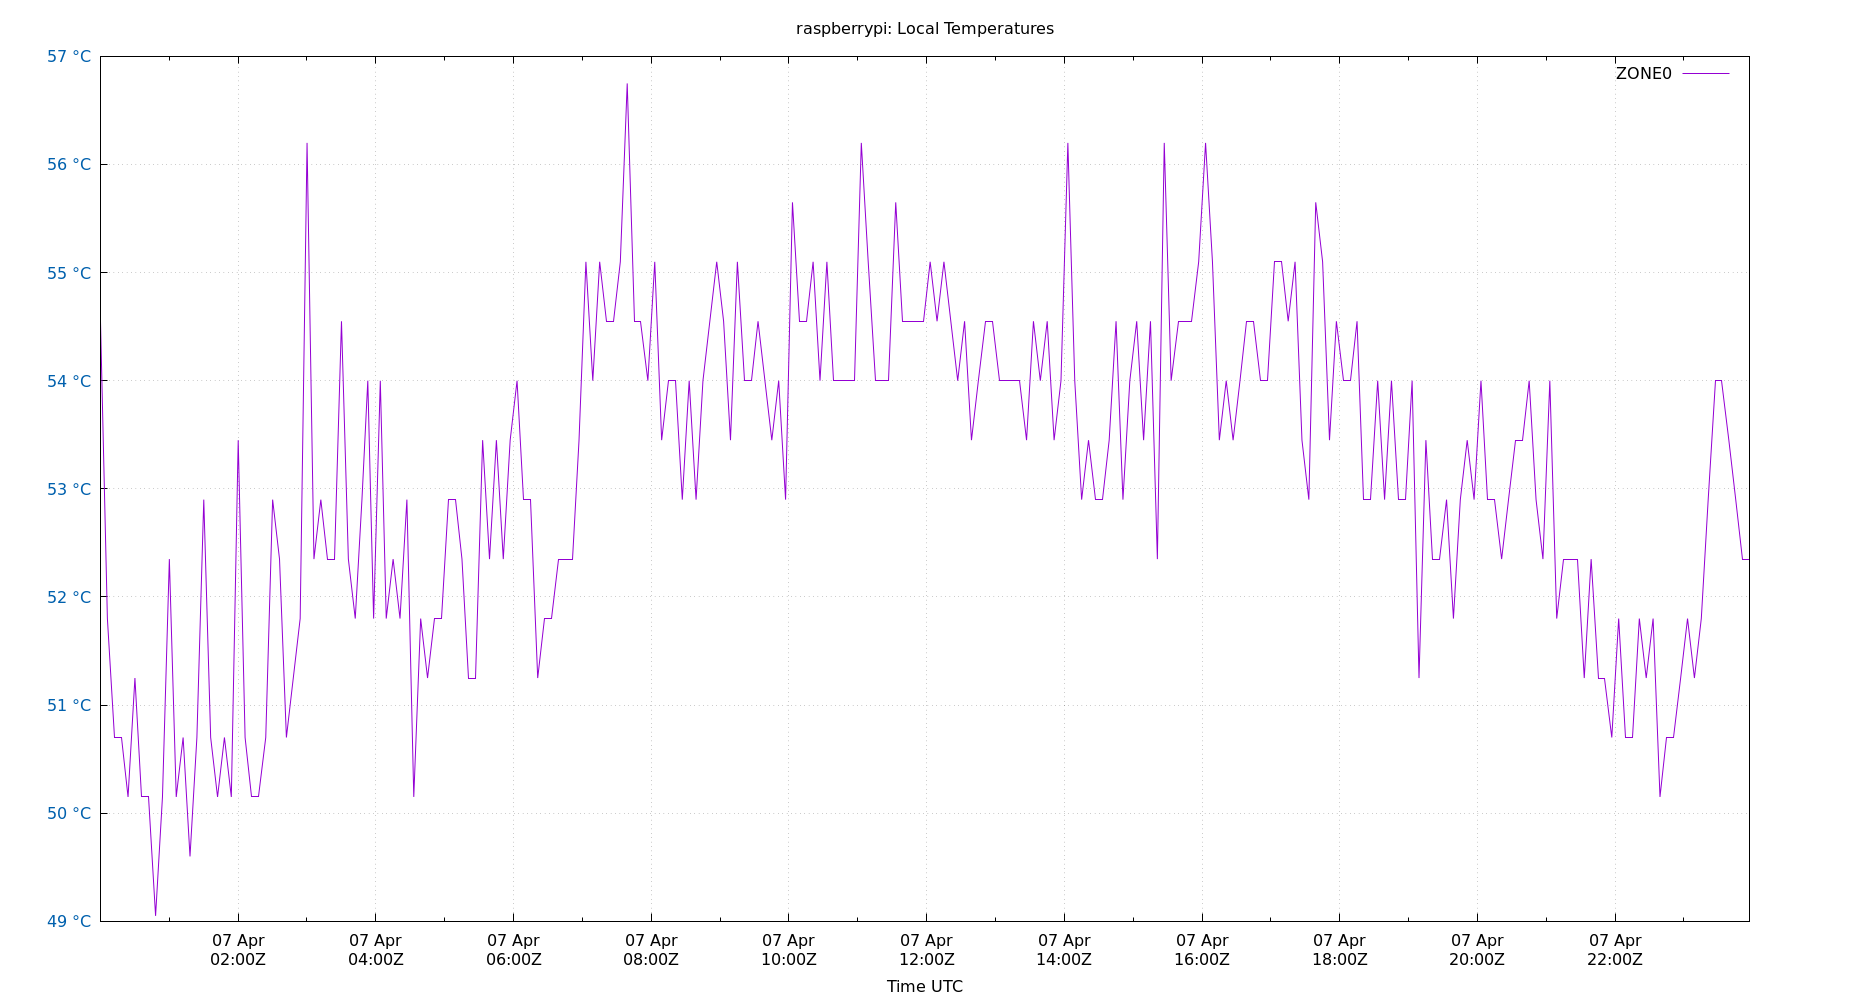 raspberrypi: Local Temperatures
ZONE0
57 °C
56 °C
55 °C
54 °C
53 °C
52 °C
51 °C
50 °C
49 °C
07 Apr 07 Apr 07 Apr 07 Apr 07 Apr 07 Apr 07 Apr 07 Apr 07 Apr 07 Apr 07 Apr
02:00Z 04:00Z 06:00Z 08:00Z 10:00Z 12:00Z 14:00Z 16:00Z 18:00Z 20:00Z 22:00Z
Time UTC